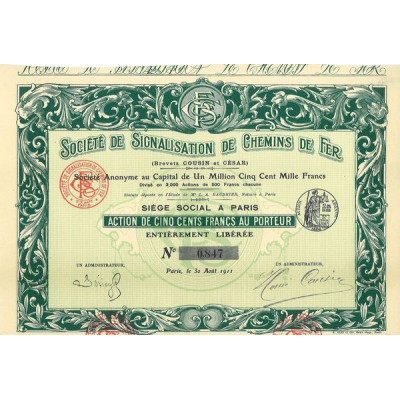 SOCIÉTÉ DE SIGNALISATION DE CHEMINS DE FER
(Brevets COUSIN et CÉSAR)
Société Anonyme au Capital de Un Million Cinq Cent Mille Francs
Divisé en 3,000 Actions de 500 Francs chacune
SIÈGE SOCIAL A PARIS
ACTION DE CINQ CENTS FRANCS AU PORTEUR
ENTIÈREMENT LIBÉRÉE
No 0,847
Paris, le 30 Août 1911
UN ADMINISTRATEUR,
UN ADMINISTRATEUR,